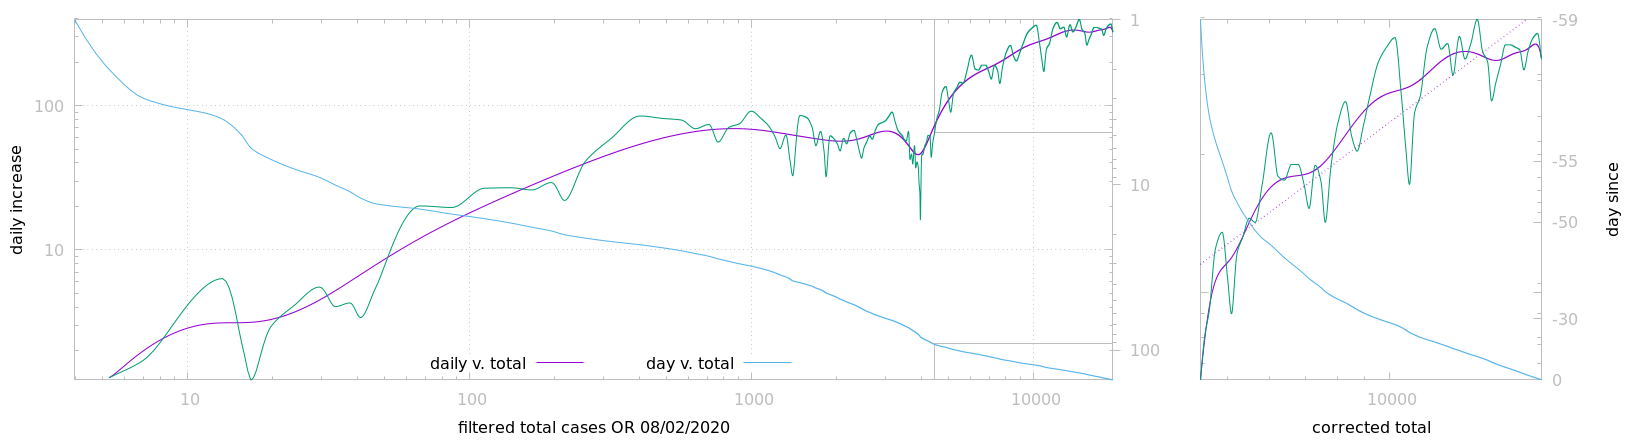 1
-59
100
daily increase
10
-55
-50
day since
10
-30
daily v. total
day v. total
100
0
10
100
1000
10000
10000
filtered total cases OR 08/02/2020
corrected total